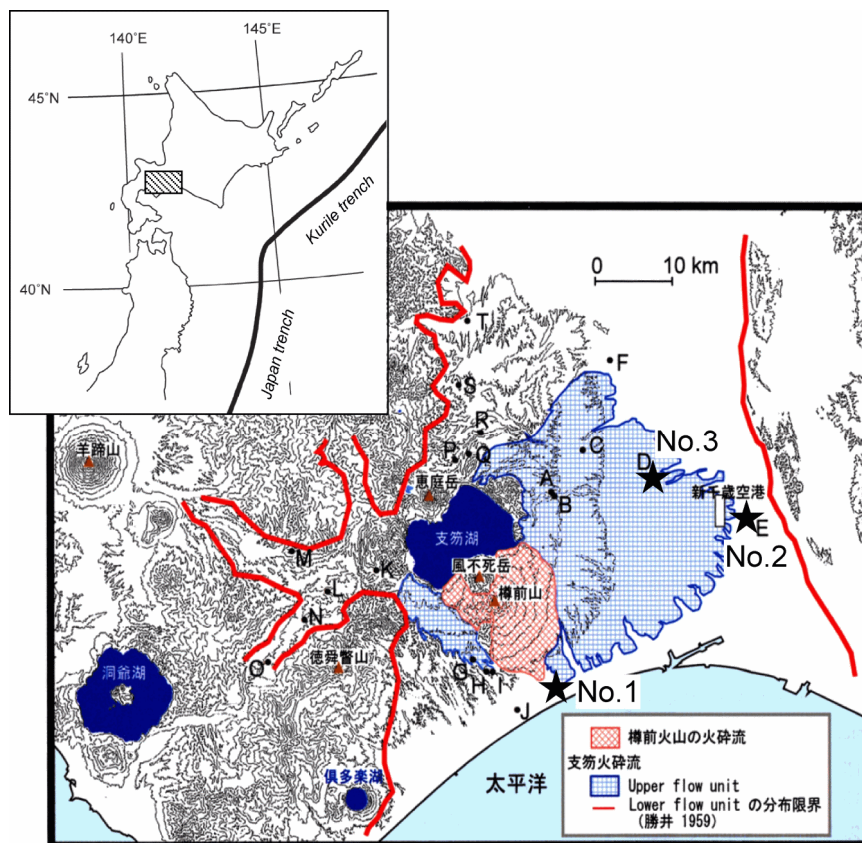 140°E
145°E
45°N
40°N
Kurile trench
Japan trench
0 10 km
T
F
S
R
P
Q
C
No.3
D
A
B
新千歳空港
E
No.2
羊蹄山
恵庭岳
支笏湖
風不死岳
樽前山
M
K
L
N
O
徳舜瞥山
洞爺湖
G
H
I
J
No.1
倶多楽湖
太平洋
樽前火山の火砕流
支笏火砕流
Upper flow unit
Lower flow unit の分布限界
(勝井 1959)